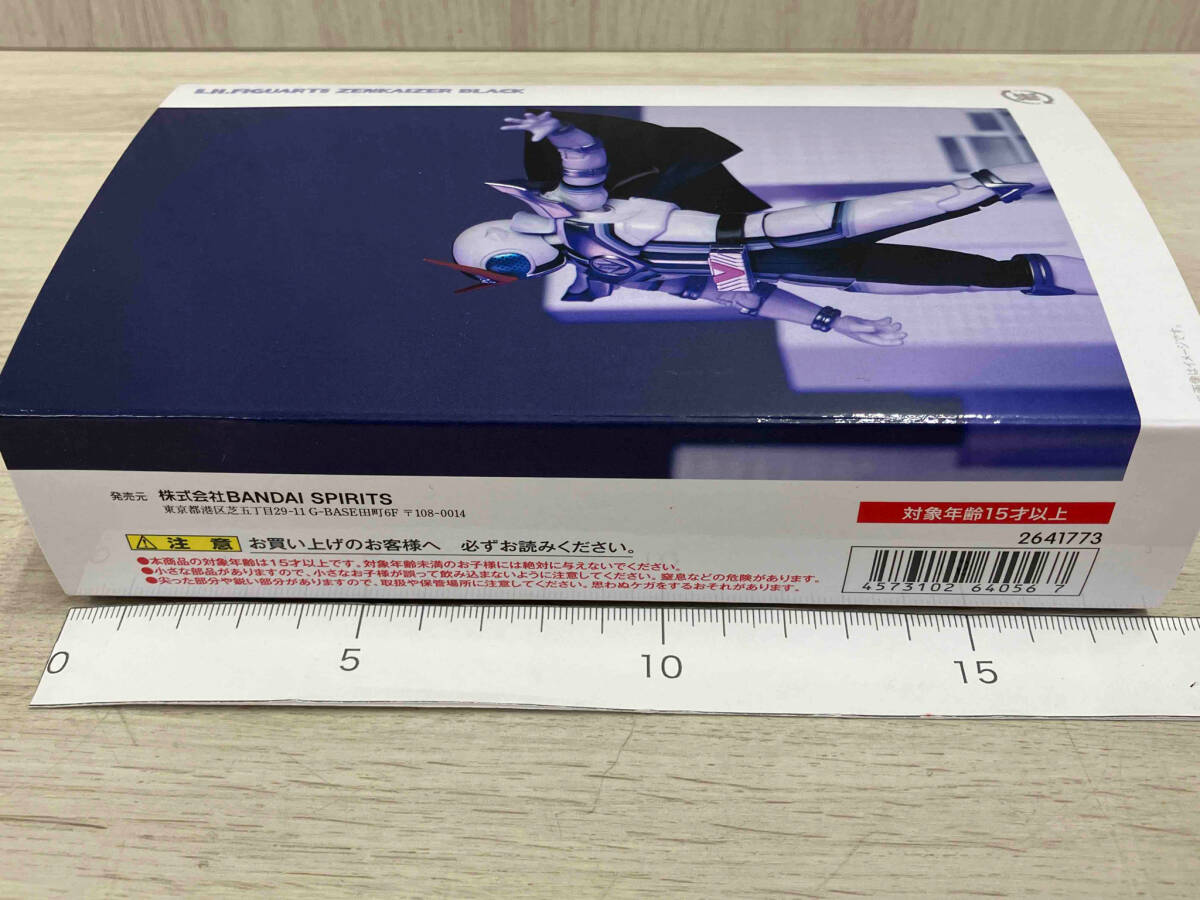 S.H.FIGUARTS ZENKAIZER BLACK
発売元 株式会社BANDAI SPIRITS
東京都港区芝五丁目29-11 G-BASE田町6F 〒108-0014
注意 お買い上げのお客様へ 必ずお読みください。
●本商品の対象年齢は15才以上です。対象年齢未満のお子様には絶対に与えないでください。
●小さな部品がありますので、小さなお子様が誤って飲み込まないように注意してください。窒息などの危険があります。
●尖った部分や鋭い部分がありますので、取扱や保管場所に注意してください。思わぬケガをするおそれがあります。
対象年齢15才以上
2641773
4573102 64056 7
0 5 10 15